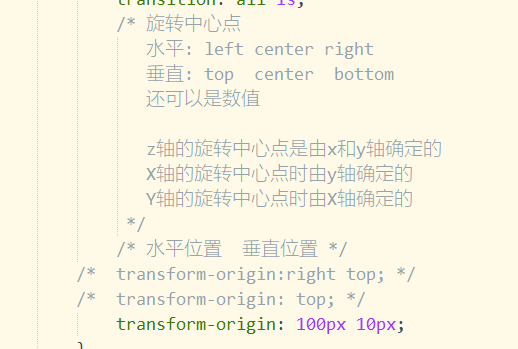 transition: all 1s;
/* 旋转中心点
水平: left center right
垂直: top  center  bottom
还可以是数值
z轴的旋转中心点是由x和y轴确定的
X轴的旋转中心点时由y轴确定的
Y轴的旋转中心点时由X轴确定的
*/
/* 水平位置  垂直位置 */
/*  transform-origin:right top; */
/*  transform-origin: top; */
transform-origin: 100px 10px;
}